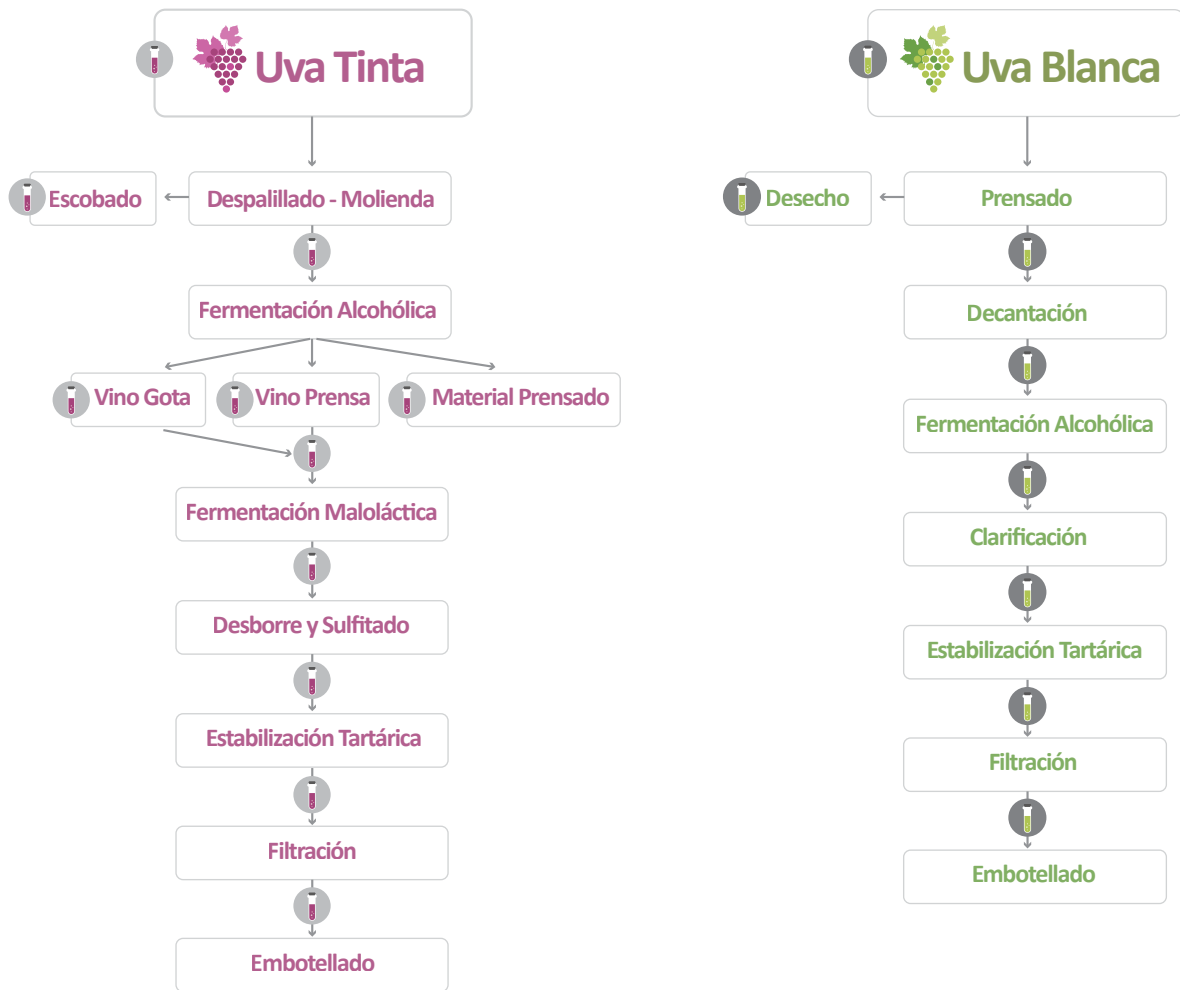 Uva Tinta
Escobado
Despalillado - Molienda
Fermentación Alcohólica
Vino Gota
Vino Prensa
Material Prensado
Fermentación Maloláctica
Desborre y Sulfitado
Estabilización Tartárica
Filtración
Embotellado
Uva Blanca
Desecho
Prensado
Decantación
Fermentación Alcohólica
Clarificación
Estabilización Tartárica
Filtración
Embotellado